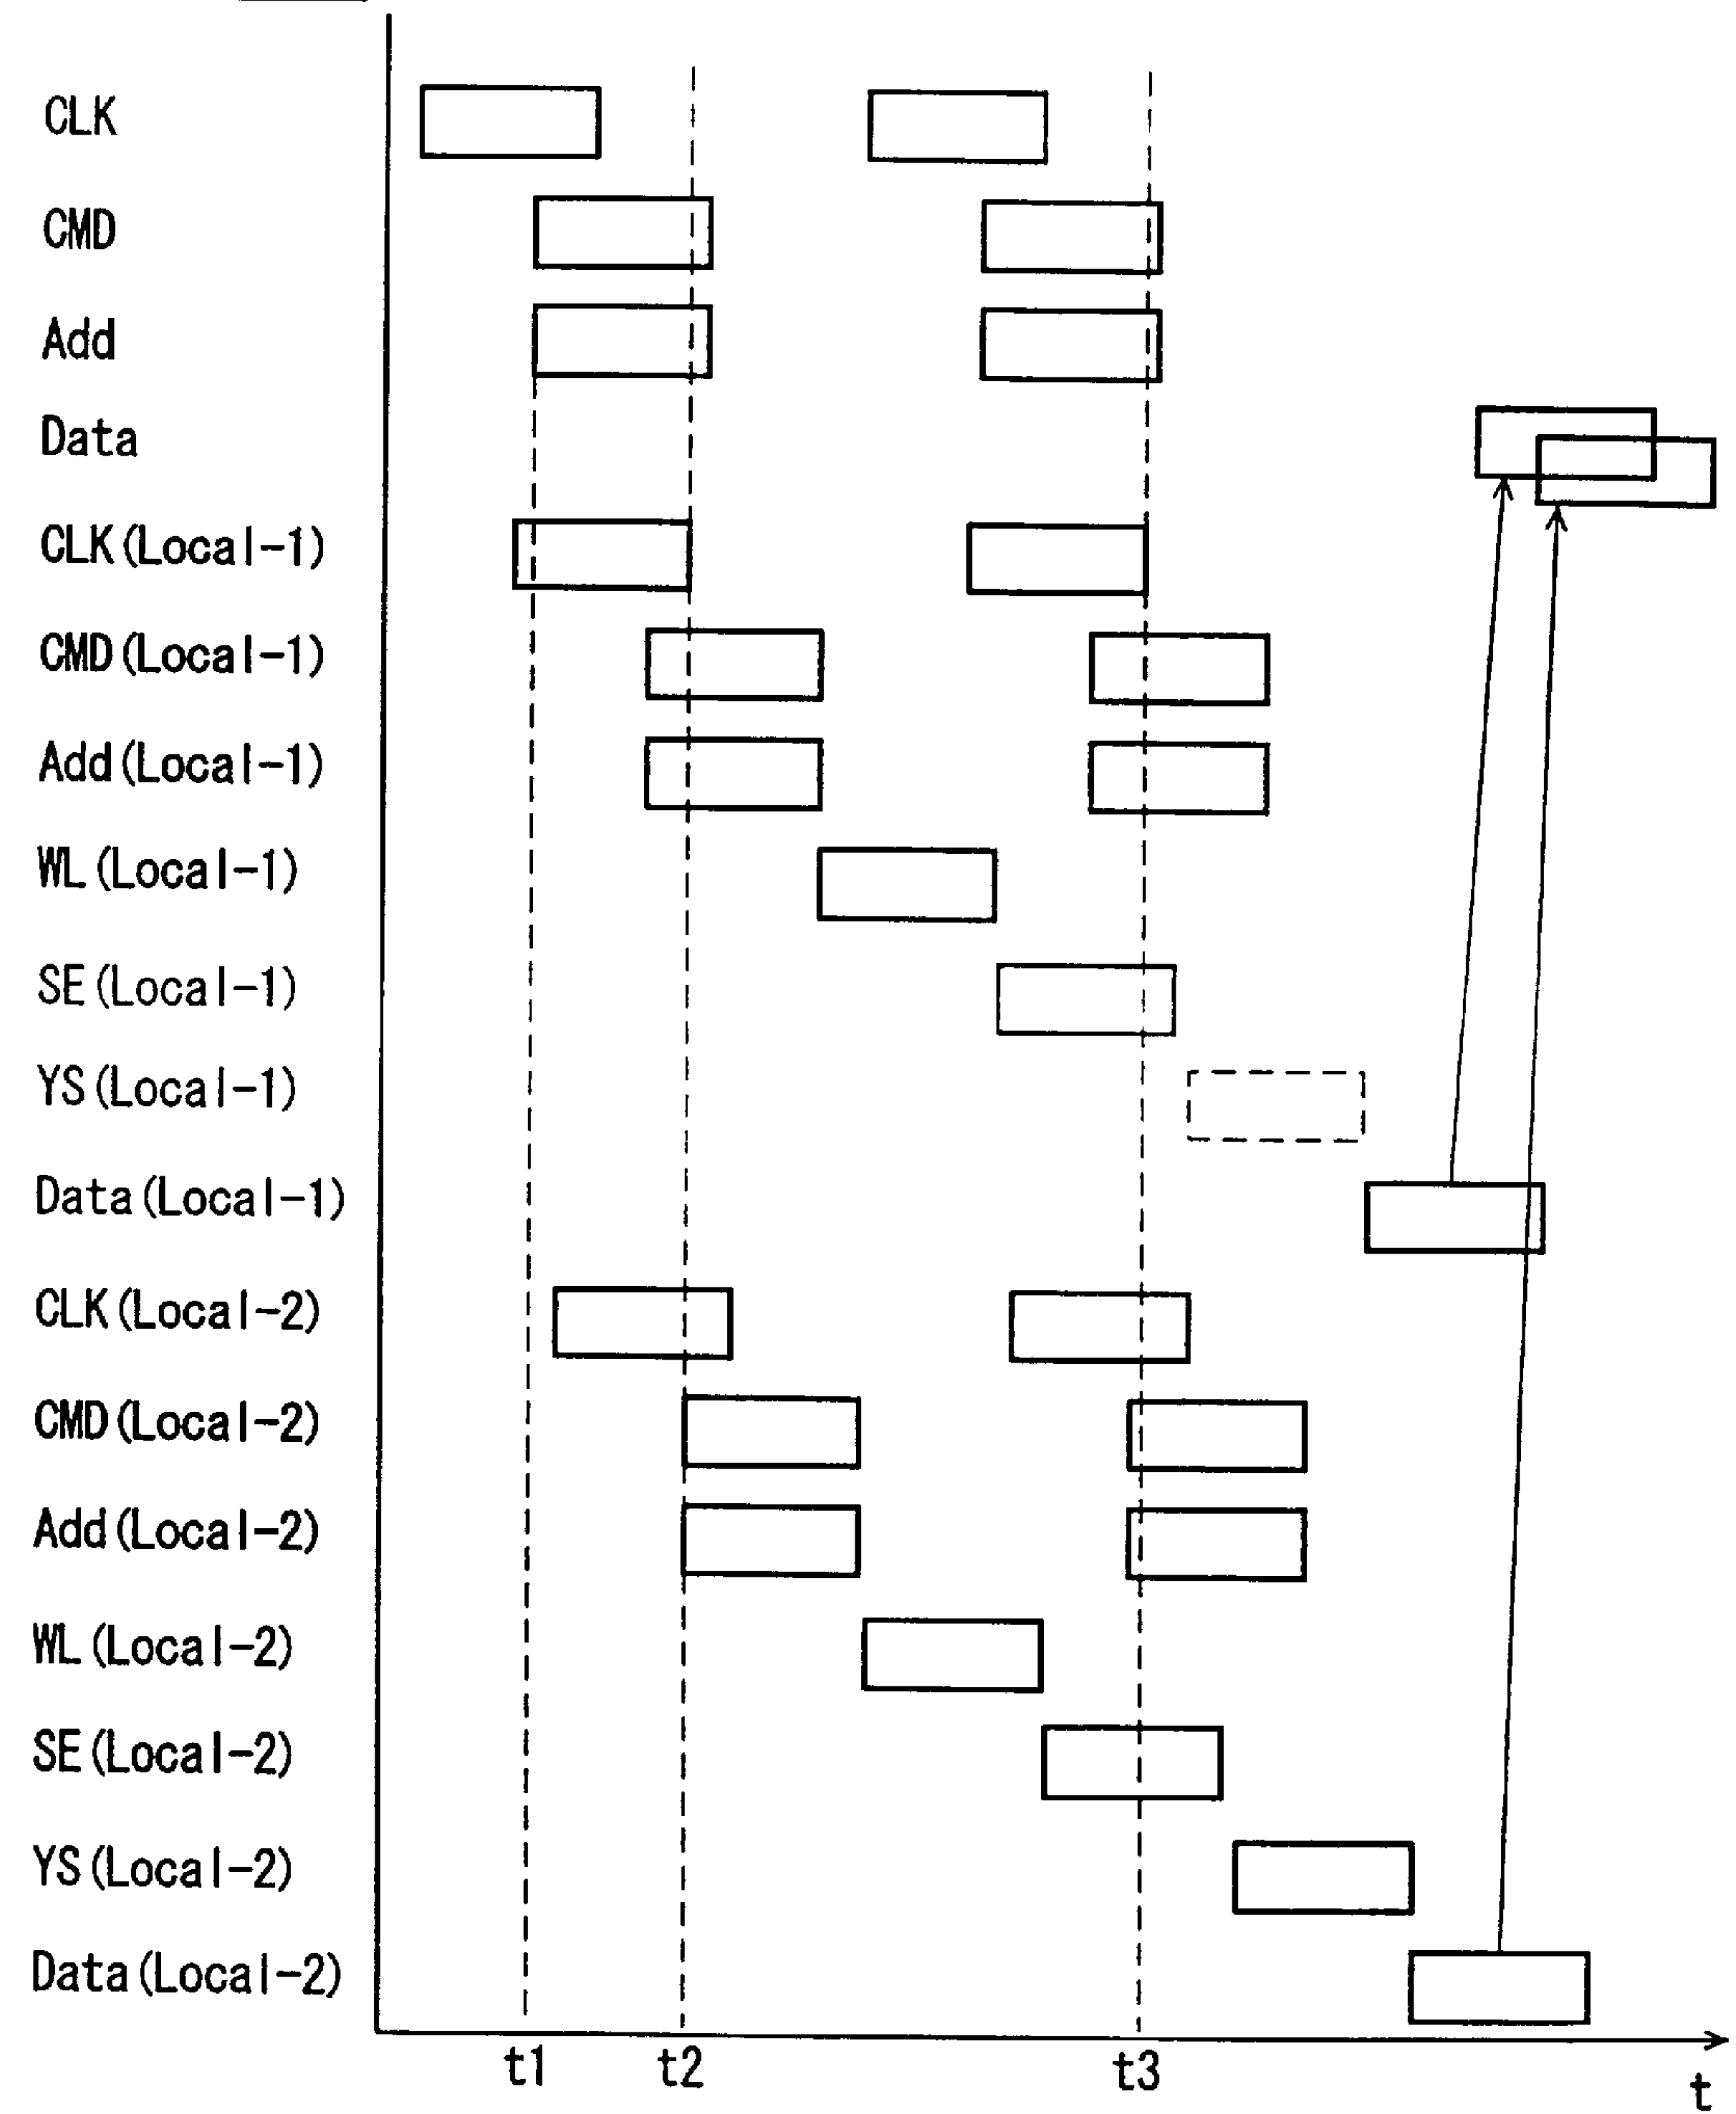 CLK
CMD
Add
Data
CLK(Local-1)
CMD(Local-1)
Add(Local-1)
WL(Local-1)
SE(Local-1)
YS(Local-1)
Data(Local-1)
CLK(Local-2)
CMD(Local-2)
Add(Local-2)
WL(Local-2)
SE(Local-2)
YS(Local-2)
Data(Local-2)
t1 t2 t3 t